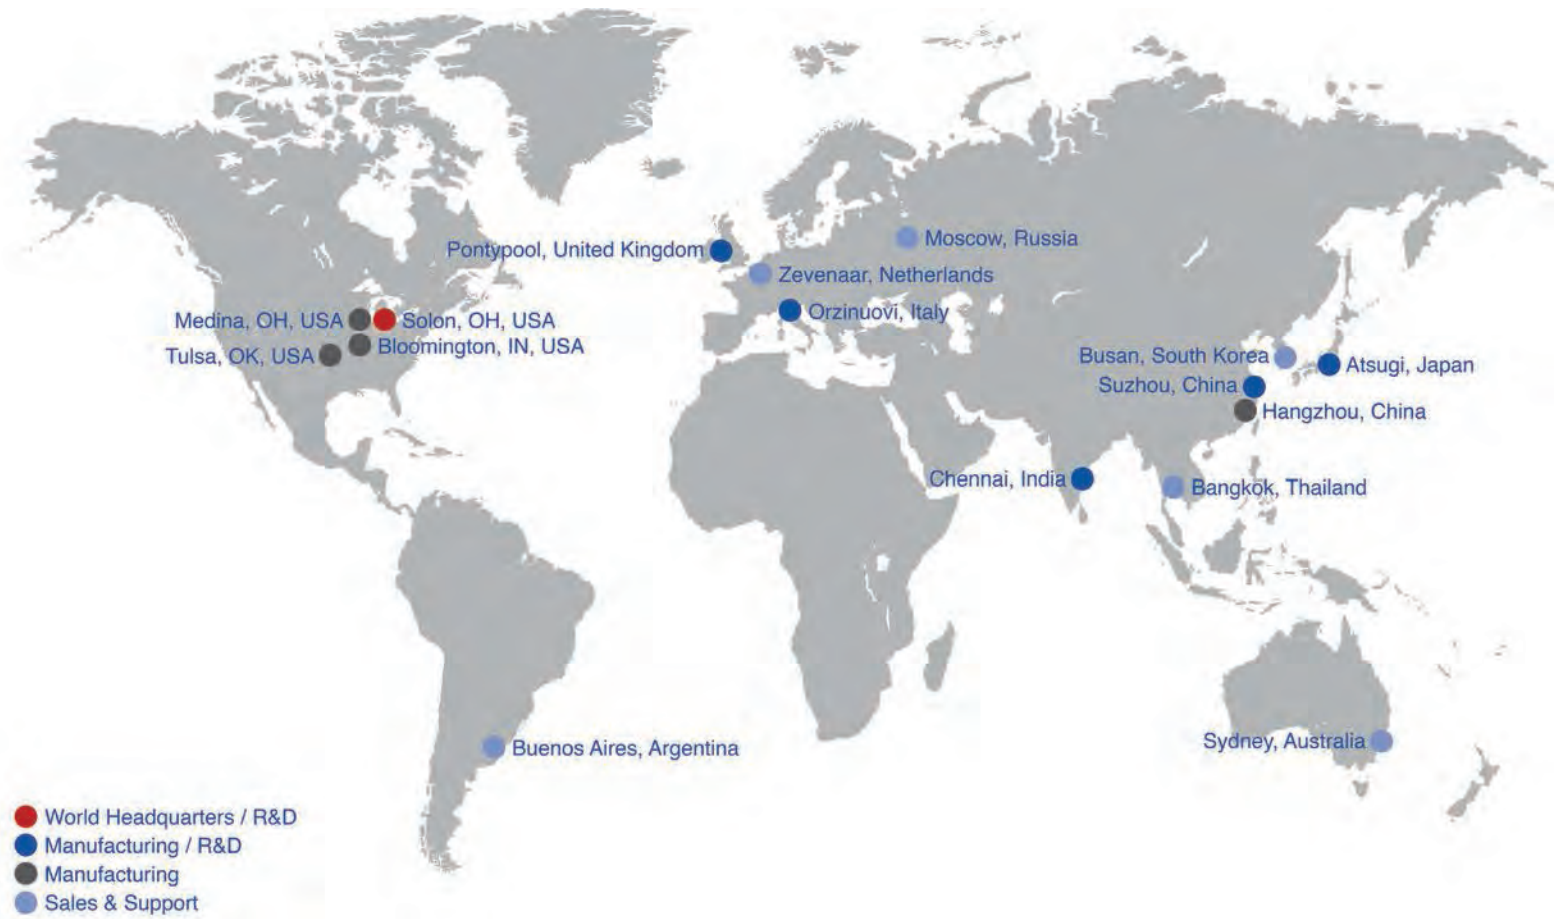 Moscow, Russia
Pontypool, United Kingdom
Zevenaar, Netherlands
Orzinuovi, Italy
Medina, OH, USA
Solon, OH, USA
Bloomington, IN, USA
Tulsa, OK, USA
Busan, South Korea
Atsugi, Japan
Suzhou, China
Hangzhou, China
Chennai, India
Bangkok, Thailand
Sydney, Australia
Buenos Aires, Argentina
World Headquarters / R&D
Manufacturing / R&D
Manufacturing
Sales & Support